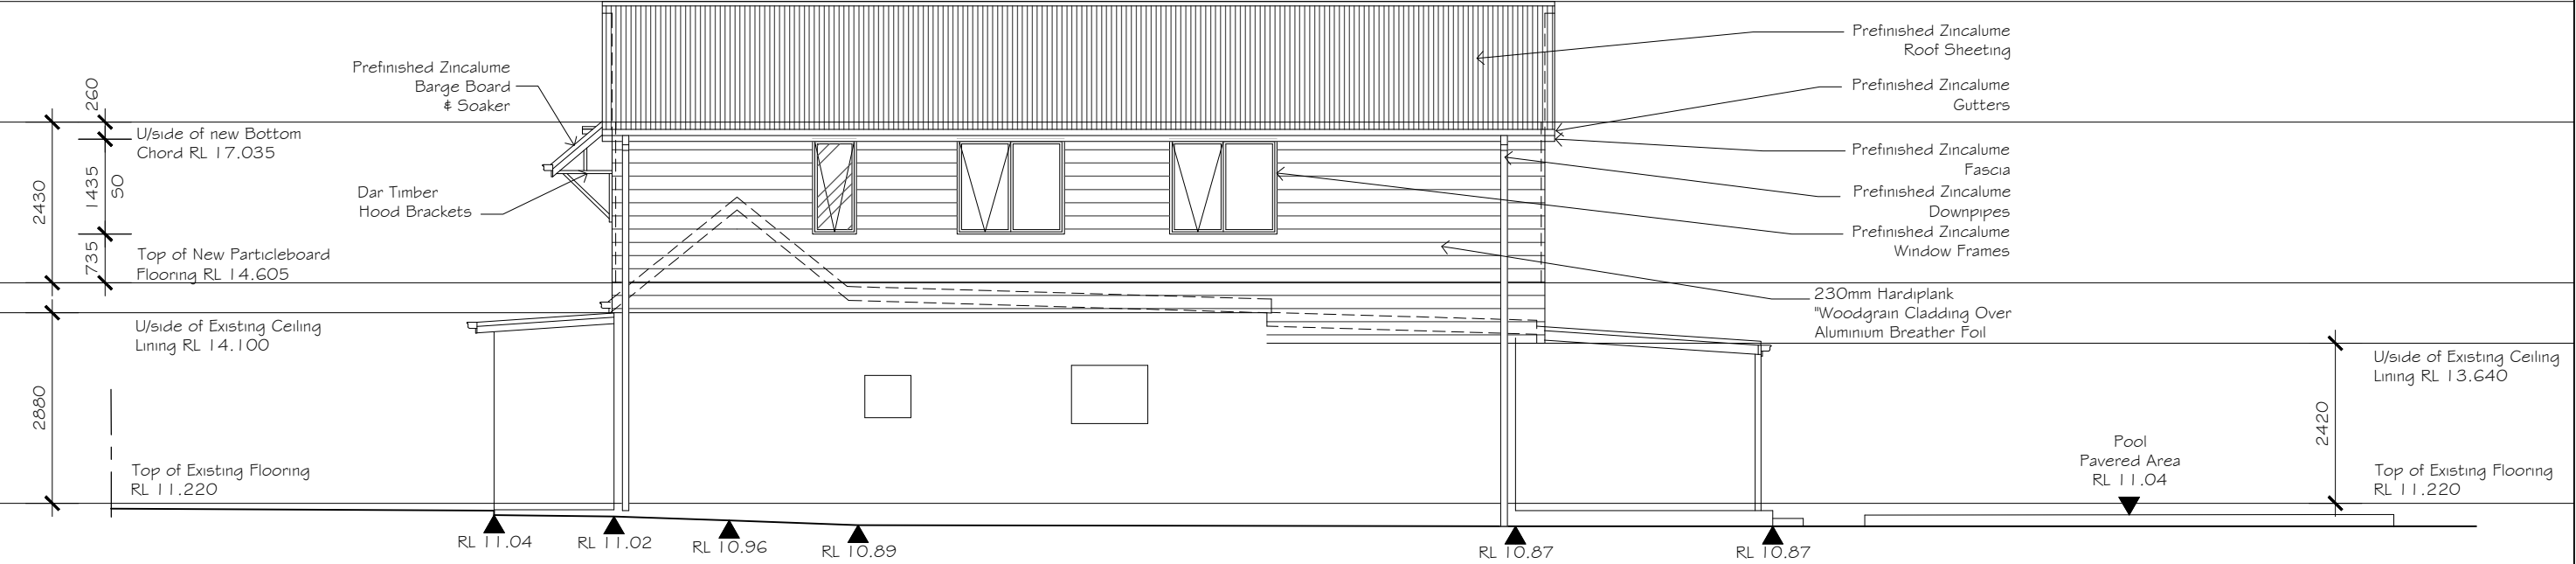 Prefinished Zincalume
Barge Board
& Soaker
260
U/side of new Bottom
Chord RL 17.035
2430
1435
50
Dar Timber
Hood Brackets
735
Top of New Particleboard
Flooring RL 14.605
U/side of Existing Ceiling
Lining RL 14.100
2880
Top of Existing Flooring
RL 11.220
RL 11.04
RL 11.02
RL 10.96
RL 10.89
RL 10.87
RL 10.87
Prefinished Zincalume
Roof Sheeting
Prefinished Zincalume
Gutters
Prefinished Zincalume
Fascia
Prefinished Zincalume
Downpipes
Prefinished Zincalume
Window Frames
230mm Hardiplank
"Woodgrain Cladding Over
Aluminium Breather Foil
U/side of Existing Ceiling
Lining RL 13.640
2420
Pool
Pavered Area
RL 11.04
Top of Existing Flooring
RL 11.220